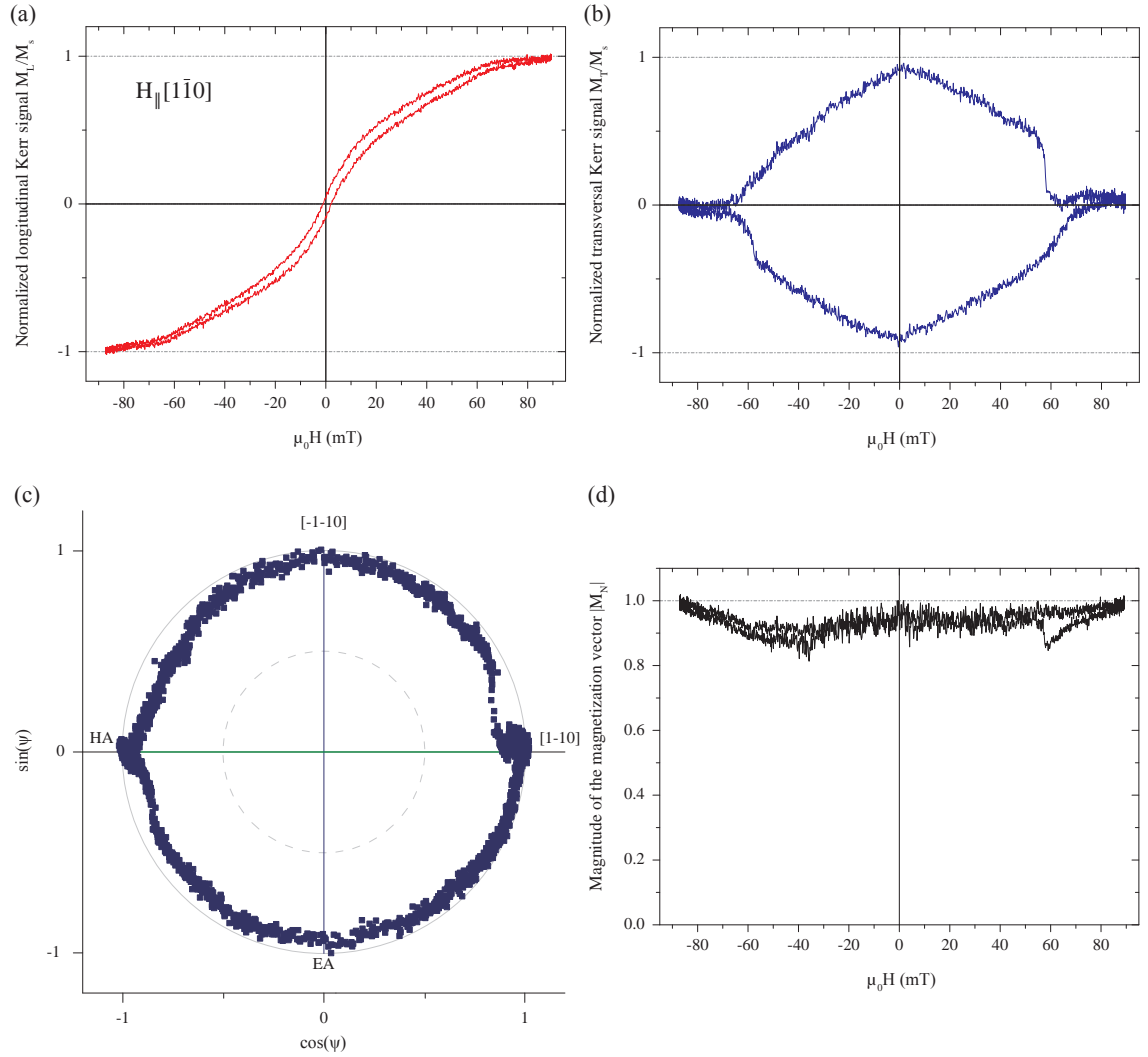 (a)
Normalized longitudinal Kerr signal M_L/M_s
H_∥[11̄0]
1
0
-1
-80 -60 -40 -20 0 20 40 60 80
μ₀H (mT)
(b)
Normalized transversal Kerr signal M_T/M_s
1
0
-1
-80 -60 -40 -20 0 20 40 60 80
μ₀H (mT)
(c)
[-1-10]
1
HA
[1-10]
sin(ψ)
0
EA
-1
-1 0 1
cos(ψ)
(d)
Magnitude of the magnetization vector |M_N|
1.0
0.8
0.6
0.4
0.2
0.0
-80 -60 -40 -20 0 20 40 60 80
μ₀H (mT)